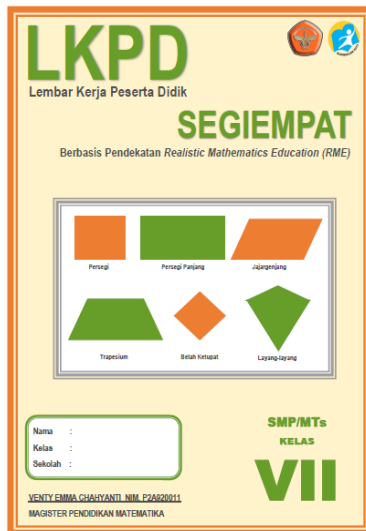 LKPD
Lembar Kerja Peserta Didik
SEGIEMPAT
Berbasis Pendekatan Realistic Mathematics Education (RME)
Persegi
Persegi Panjang
Jajargenjang
Trapesium
Belah Ketupat
Layang-layang
Nama :
Kelas :
Sekolah :
SMP/MTs
KELAS
VII
VENTY EMMA CHAHYANTI NIM. P2A920011
MAGISTER PENDIDIKAN MATEMATIKA